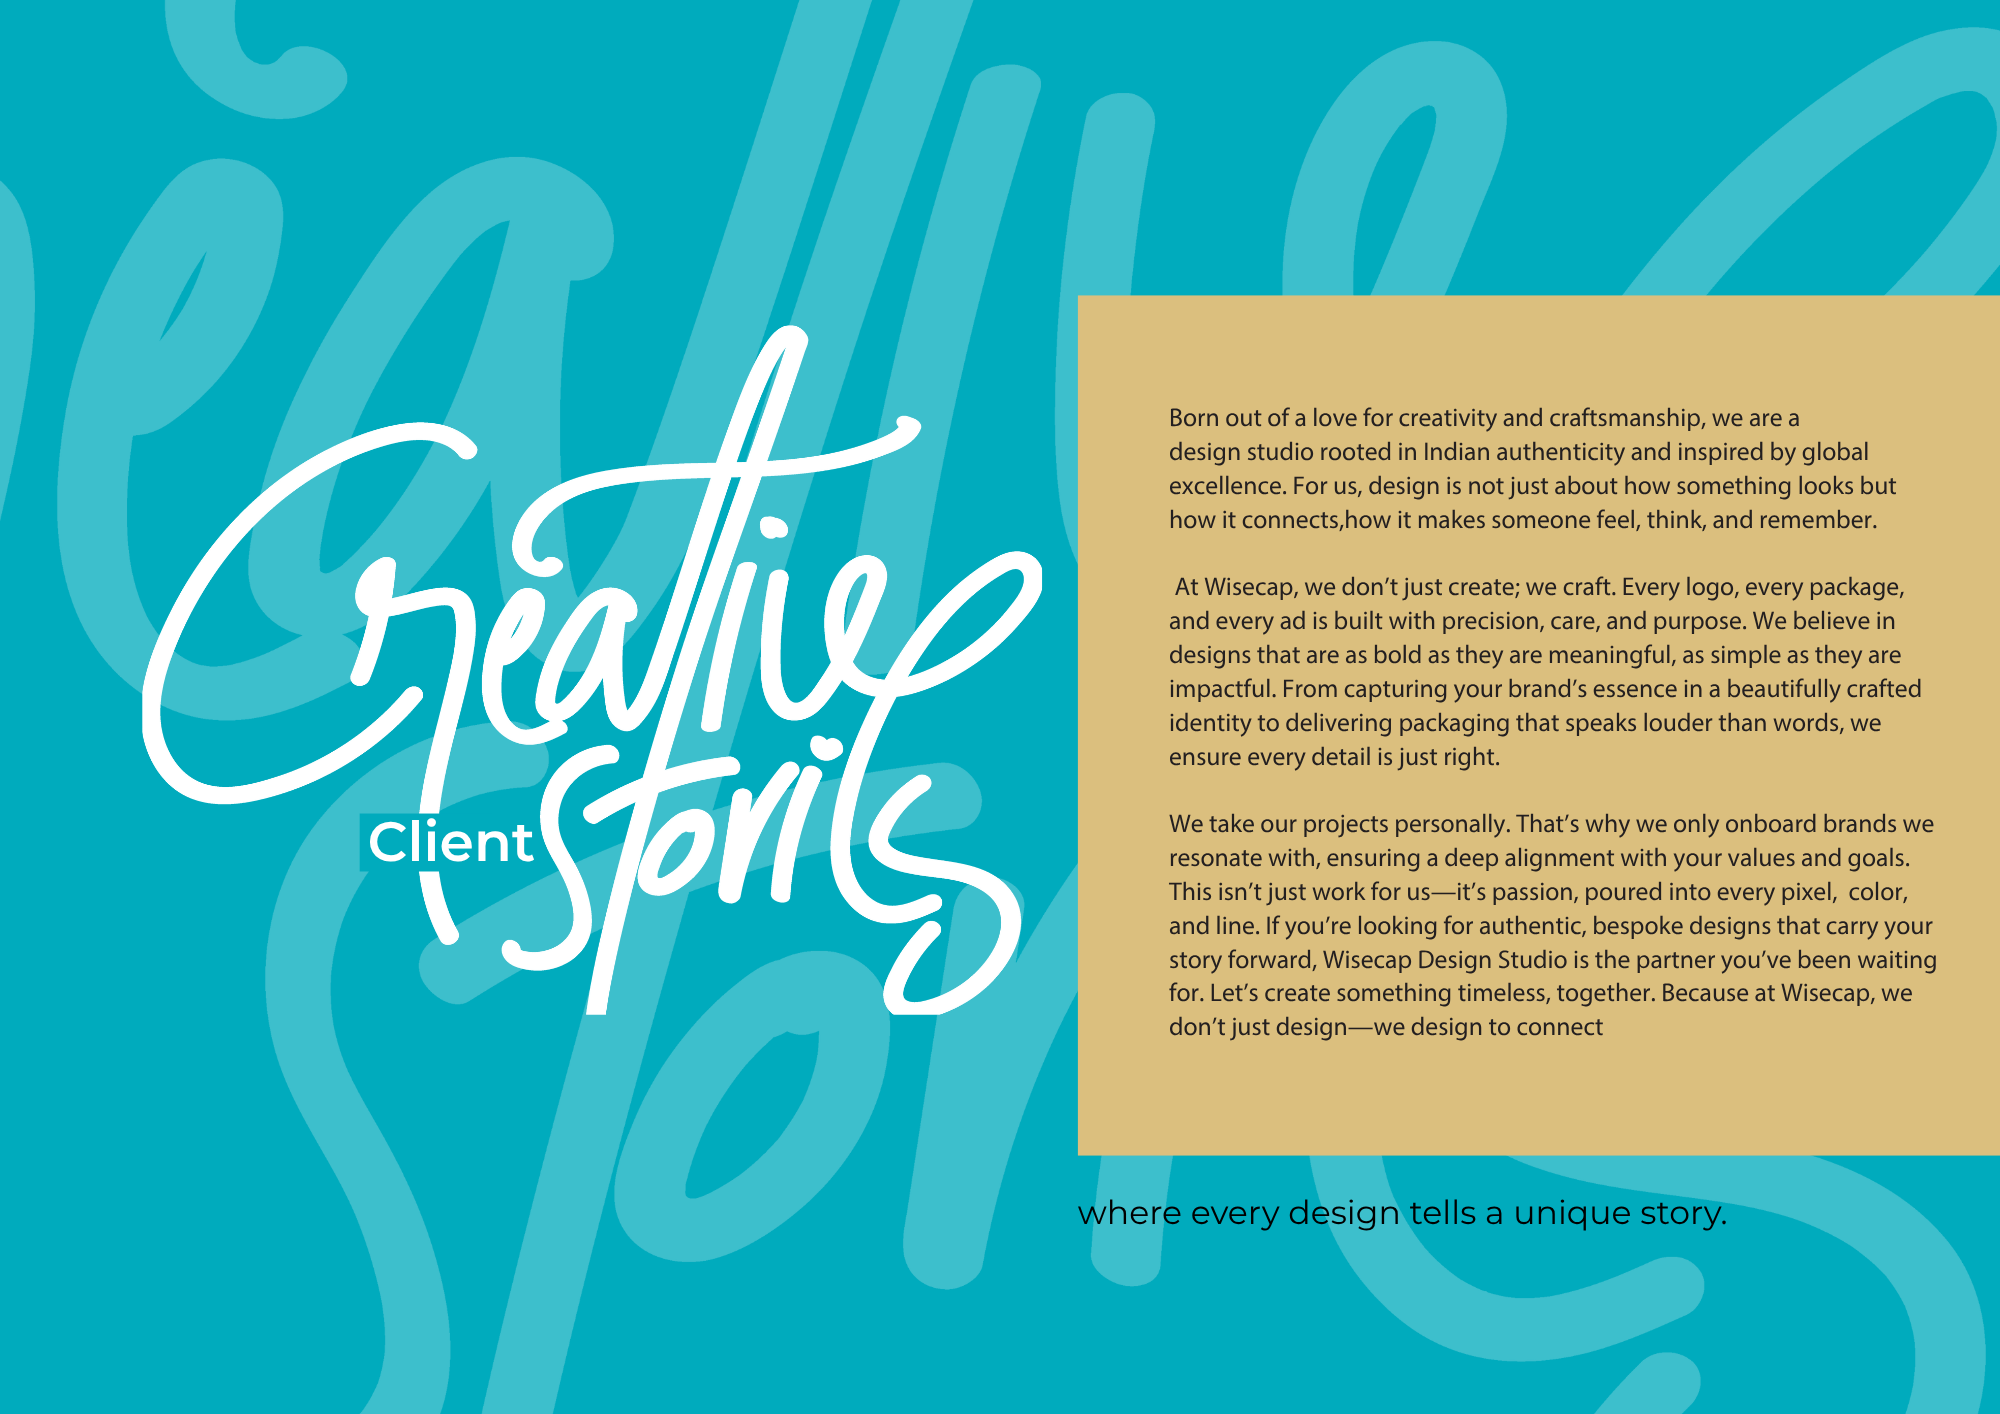 Creative
Client Stories
Born out of a love for creativity and craftsmanship, we are a
design studio rooted in Indian authenticity and inspired by global
excellence. For us, design is not just about how something looks but
how it connects,how it makes someone feel, think, and remember.
At Wisecap, we don’t just create; we craft. Every logo, every package,
and every ad is built with precision, care, and purpose. We believe in
designs that are as bold as they are meaningful, as simple as they are
impactful. From capturing your brand’s essence in a beautifully crafted
identity to delivering packaging that speaks louder than words, we
ensure every detail is just right.
We take our projects personally. That’s why we only onboard brands we
resonate with, ensuring a deep alignment with your values and goals.
This isn’t just work for us—it’s passion, poured into every pixel,  color,
and line. If you’re looking for authentic, bespoke designs that carry your
story forward, Wisecap Design Studio is the partner you’ve been waiting
for. Let’s create something timeless, together. Because at Wisecap, we
don’t just design—we design to connect
where every design tells a unique story.